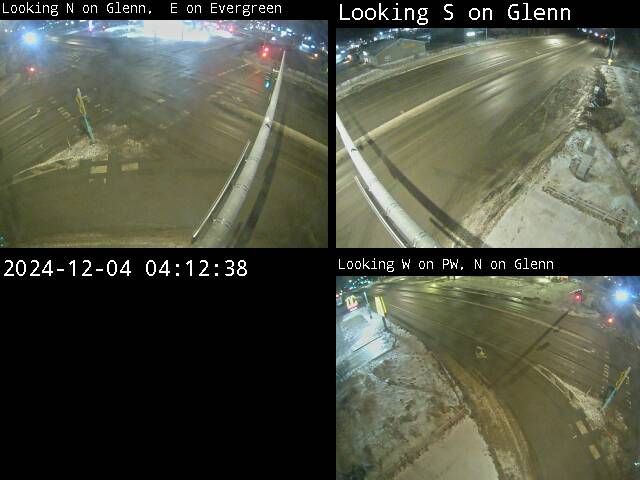 Looking N on Glenn,  E on Evergreen
Looking S on Glenn
2024-12-04 04:12:38
Looking W on PW, N on Glenn